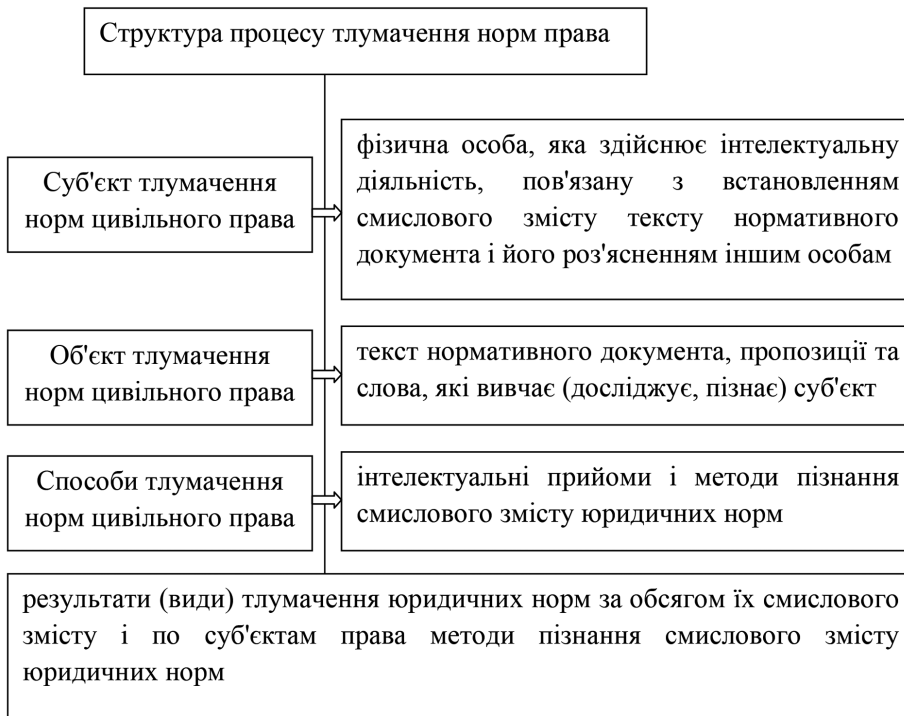 Структура процесу тлумачення норм права
Суб'єкт тлумачення
норм цивільного права
фізична особа, яка здійснює інтелектуальну
діяльність, пов'язану з встановленням
смислового змісту тексту нормативного
документа і його роз'ясненням іншим особам
Об'єкт тлумачення
норм цивільного права
текст нормативного документа, пропозиції та
слова, які вивчає (досліджує, пізнає) суб'єкт
Способи тлумачення
норм цивільного права
інтелектуальні прийоми і методи пізнання
смислового змісту юридичних норм
результати (види) тлумачення юридичних норм за обсягом їх смислового
змісту і по суб'єктам права методи пізнання смислового змісту
юридичних норм